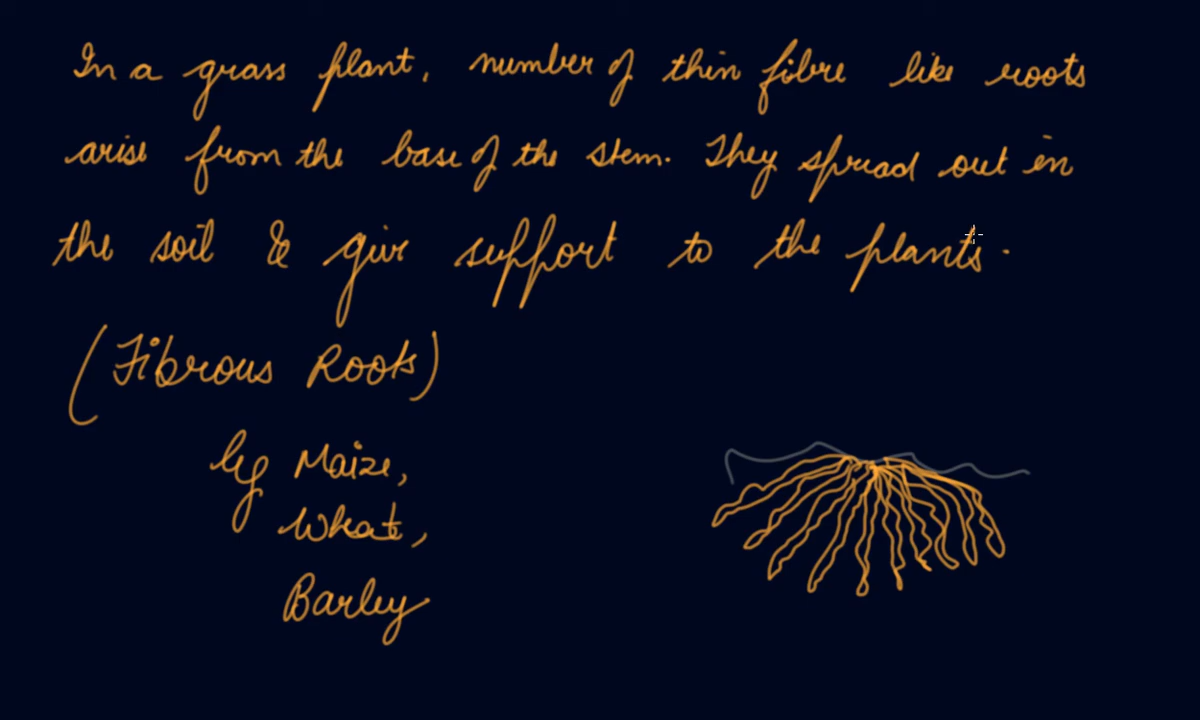 In a grass plant, number of thin fibre like roots
arise from the base of the stem. They spread out in
the soil & give support to the plants.
(Fibrous Roots)
eg Maize,
Wheat,
Barley